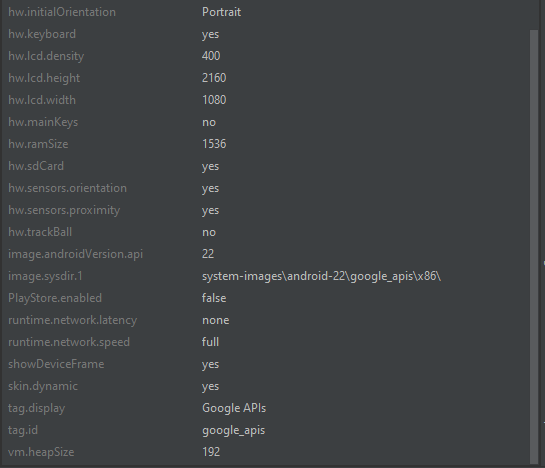 hw.initialOrientation Portrait
hw.keyboard yes
hw.lcd.density 400
hw.lcd.height 2160
hw.lcd.width 1080
hw.mainKeys no
hw.ramSize 1536
hw.sdCard yes
hw.sensors.orientation yes
hw.sensors.proximity yes
hw.trackBall no
image.androidVersion.api 22
image.sysdir.1 system-images\android-22\google_apis\x86\
PlayStore.enabled false
runtime.network.latency none
runtime.network.speed full
showDeviceFrame yes
skin.dynamic yes
tag.display Google APIs
tag.id google_apis
vm.heapSize 192